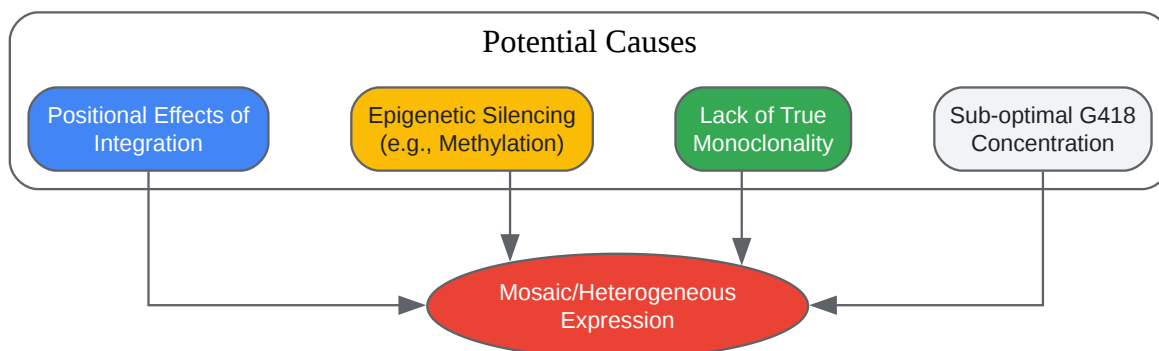 Potential Causes
Positional Effects of
Integration
Epigenetic Silencing
(e.g., Methylation)
Lack of True
Monoclonality
Sub-optimal G418
Concentration
Mosaic/Heterogeneous
Expression